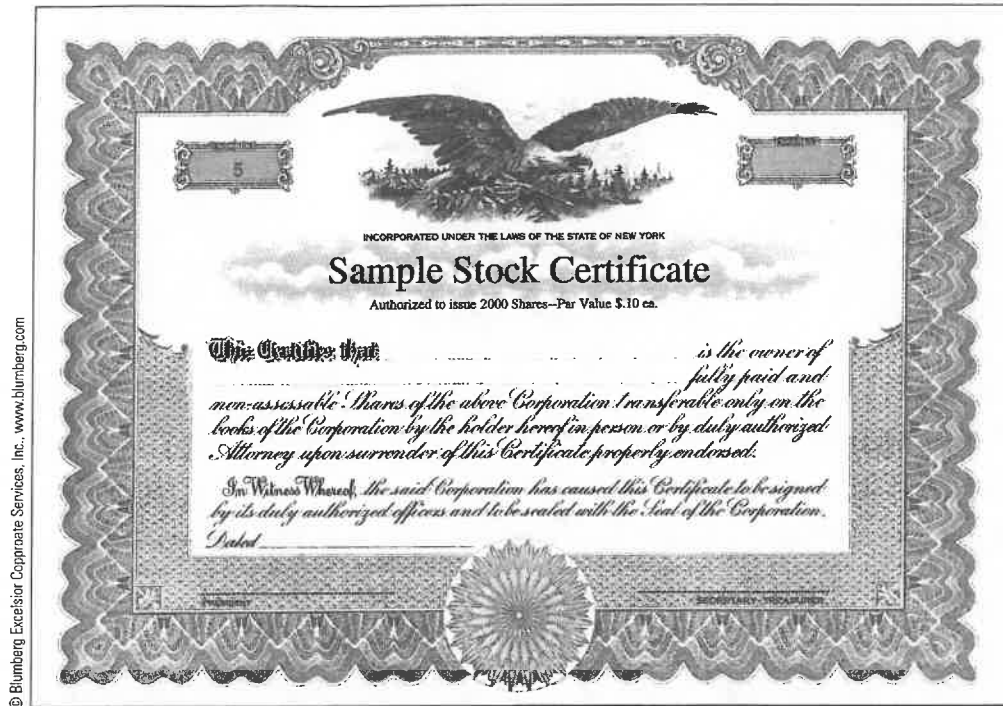 5
INCORPORATED UNDER THE LAWS OF THE STATE OF NEW YORK
Sample Stock Certificate
Authorized to issue 2000 Shares--Par Value $.10 ea.
This Certifies that is the owner of
fully paid and
non-assessable Shares of the above Corporation transferable only on the
books of the Corporation by the holder hereof in person or by duly authorized
Attorney upon surrender of this Certificate properly endorsed.
In Witness Whereof, the said Corporation has caused this Certificate to be signed
by its duly authorized officers and to be sealed with the Seal of the Corporation.
Dated
PRESIDENT
SECRETARY-TREASURER
© Blumberg Excelsior Copproate Services, Inc., www.blumberg.com